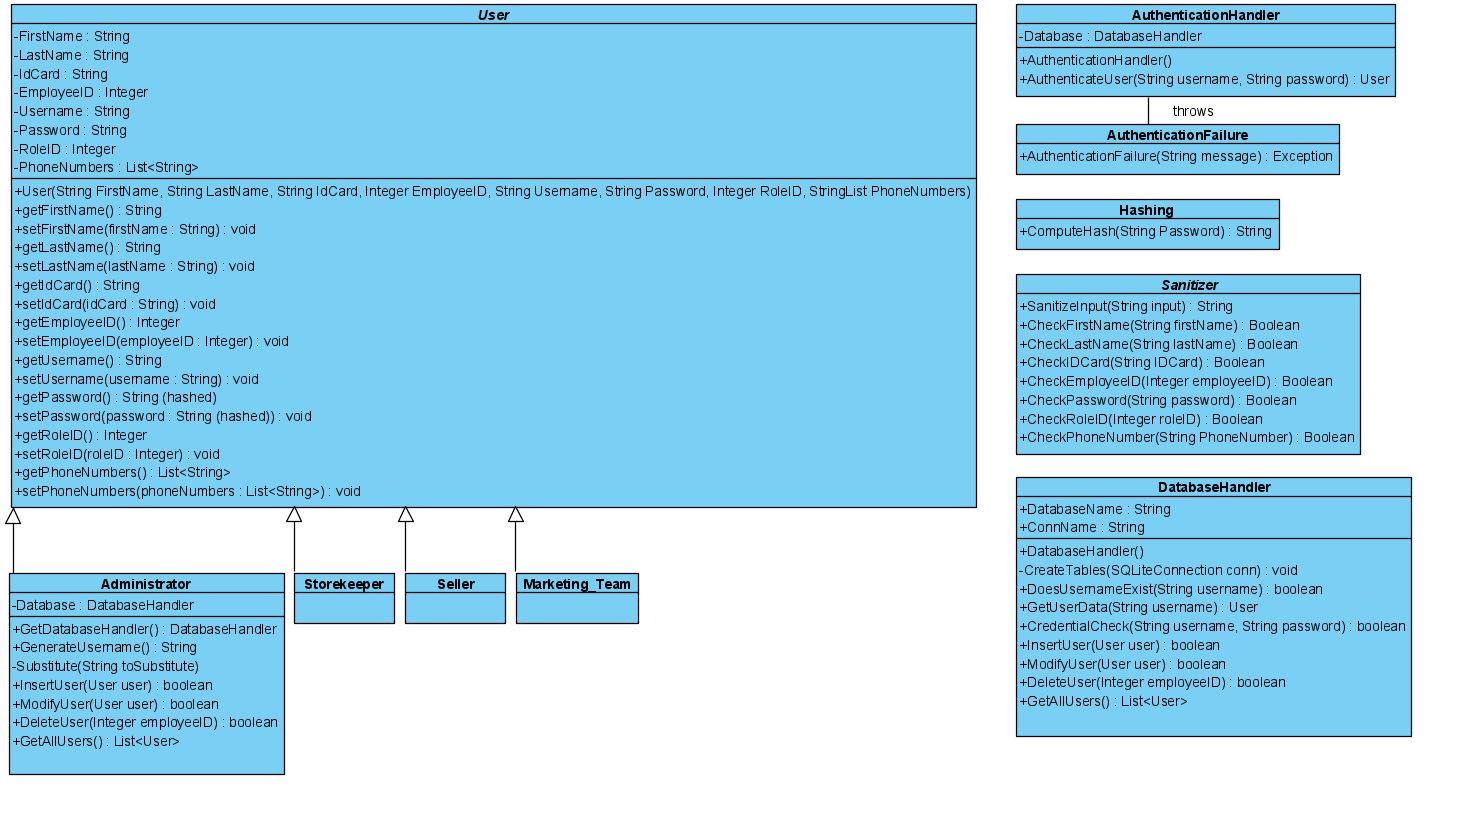 User
-FirstName : String
-LastName : String
-IdCard : String
-EmployeeID : Integer
-Username : String
-Password : String
-RoleID : Integer
-PhoneNumbers : List<String>
+User(String FirstName, String LastName, String IdCard, Integer EmployeeID, String Username, String Password, Integer RoleID, StringList PhoneNumbers)
+getFirstName() : String
+setFirstName(firstName : String) : void
+getLastName() : String
+setLastName(lastName : String) : void
+getIdCard() : String
+setIdCard(idCard : String) : void
+getEmployeeID() : Integer
+setEmployeeID(employeeID : Integer) : void
+getUsername() : String
+setUsername(username : String) : void
+getPassword() : String (hashed)
+setPassword(password : String (hashed)) : void
+getRoleID() : Integer
+setRoleID(roleID : Integer) : void
+getPhoneNumbers() : List<String>
+setPhoneNumbers(phoneNumbers : List<String>) : void
Administrator
-Database : DatabaseHandler
+GetDatabaseHandler() : DatabaseHandler
+GenerateUsername() : String
-Substitute(String toSubstitute)
+InsertUser(User user) : boolean
+ModifyUser(User user) : boolean
+DeleteUser(Integer employeeID) : boolean
+GetAllUsers() : List<User>
Storekeeper
Seller
Marketing_Team
AuthenticationHandler
-Database : DatabaseHandler
+AuthenticationHandler()
+AuthenticateUser(String username, String password) : User
throws
AuthenticationFailure
+AuthenticationFailure(String message) : Exception
Hashing
+ComputeHash(String Password) : String
Sanitizer
+SanitizeInput(String input) : String
+CheckFirstName(String firstName) : Boolean
+CheckLastName(String lastName) : Boolean
+CheckIDCard(String IDCard) : Boolean
+CheckEmployeeID(Integer employeeID) : Boolean
+CheckPassword(String password) : Boolean
+CheckRoleID(Integer roleID) : Boolean
+CheckPhoneNumber(String PhoneNumber) : Boolean
DatabaseHandler
+DatabaseName : String
+ConnName : String
+DatabaseHandler()
-CreateTables(SQLiteConnection conn) : void
+DoesUsernameExist(String username) : boolean
+GetUserData(String username) : User
+CredentialCheck(String username, String password) : boolean
+InsertUser(User user) : boolean
+ModifyUser(User user) : boolean
+DeleteUser(Integer employeeID) : boolean
+GetAllUsers() : List<User>